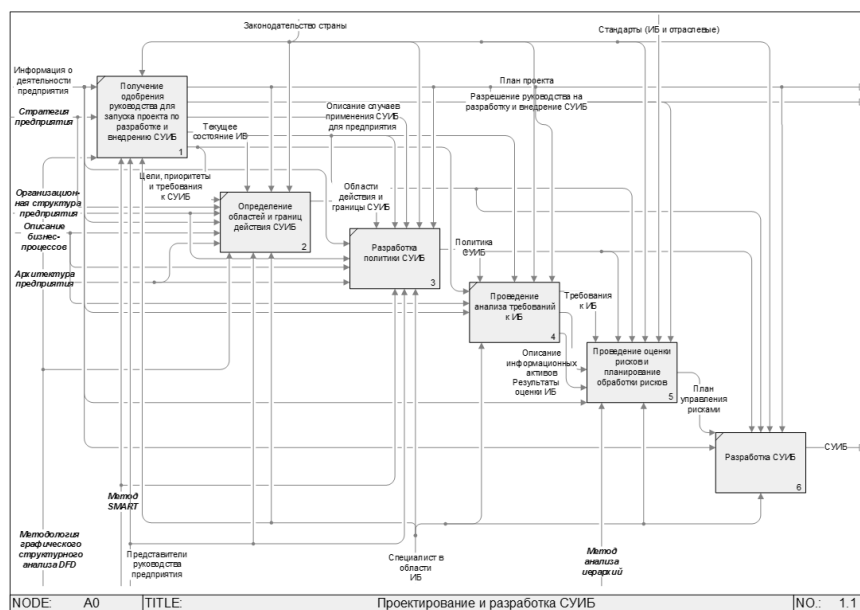 Законодательство страны
Стандарты (ИБ и отраслевые)
Информация о
деятельности
предприятия
Стратегия
предприятия
Получение
одобрения
руководства для
запуска проекта по
разработке и
внедрению СУИБ
1
План проекта
Разрешение руководства на
разработку и внедрение СУИБ
Описание случаев
применения СУИБ
для предприятия
Текущее
состояние ИБ
Цели, приоритеты
и требования
к СУИБ
Организацион-
ная структура
предприятия
Описание
бизнес-
процессов
Архитектура
предприятия
Определение
областей и границ
действия СУИБ
2
Области
действия и
границы СУИБ
Разработка
политики СУИБ
3
Политика
СУИБ
Проведение
анализа требований
к ИБ
4
Требования
к ИБ
Описание
информационных
активов
Результаты
оценки ИБ
Проведение оценки
рисков и
планирование
обработки рисков
5
План
управления
рисками
Разработка СУИБ
6
СУИБ
Метод
SMART
Методология
графического
структурного
анализа DFD
Представители
руководства
предприятия
Специалист в
области
ИБ
Метод
анализа
иерархий
NODE: A0 TITLE: Проектирование и разработка СУИБ NO.: 1.1